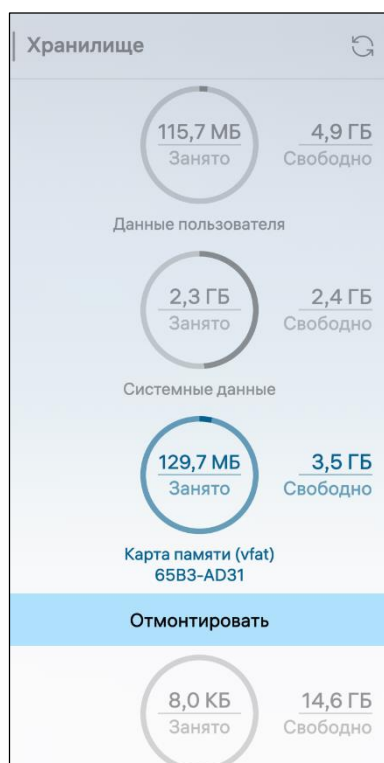 Хранилище
115,7 МБ 4,9 ГБ
Занято Свободно
Данные пользователя
2,3 ГБ 2,4 ГБ
Занято Свободно
Системные данные
129,7 МБ 3,5 ГБ
Занято Свободно
Карта памяти (vfat)
65B3-AD31
Отмонтировать
8,0 КБ 14,6 ГБ
Занято Свободно